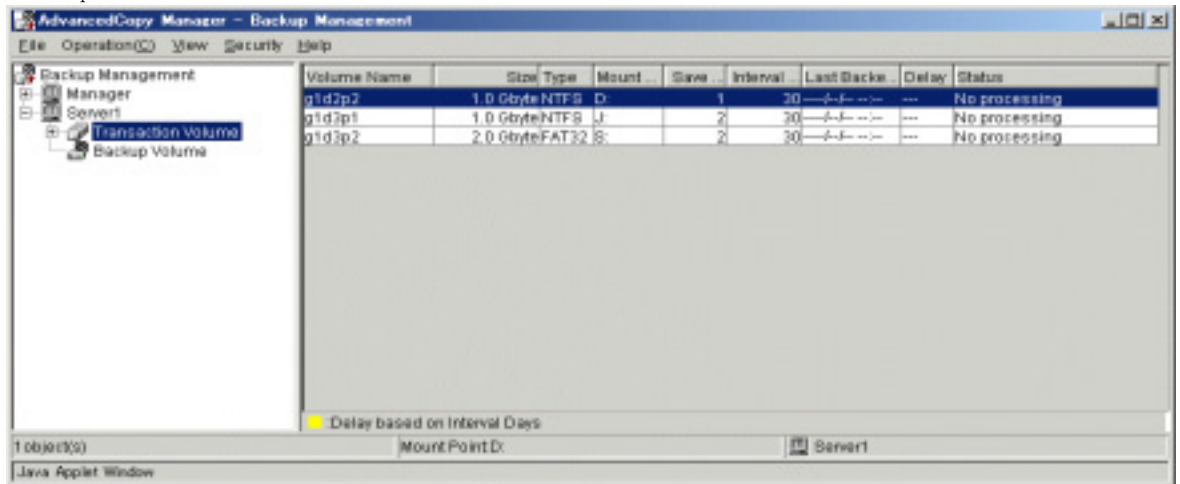 AdvancedCopy Manager - Backup Management
File Operation(C) View Security Help
Backup Management
Manager
Server1
Transaction Volume
Backup Volume
Volume Name Size Type Mount ... Save ... Interval ... Last Backe... Delay Status
g1d2p2 1.0 Gbyte NTFS D: 1 30 ----/--/-- --:-- --- No processing
g1d3p1 1.0 Gbyte NTFS J: 2 30 ----/--/-- --:-- --- No processing
g1d3p2 2.0 Gbyte FAT32 S: 2 30 ----/--/-- --:-- --- No processing
:Delay based on Interval Days
1 object(s) Mount Point D: Server1
Java Applet Window